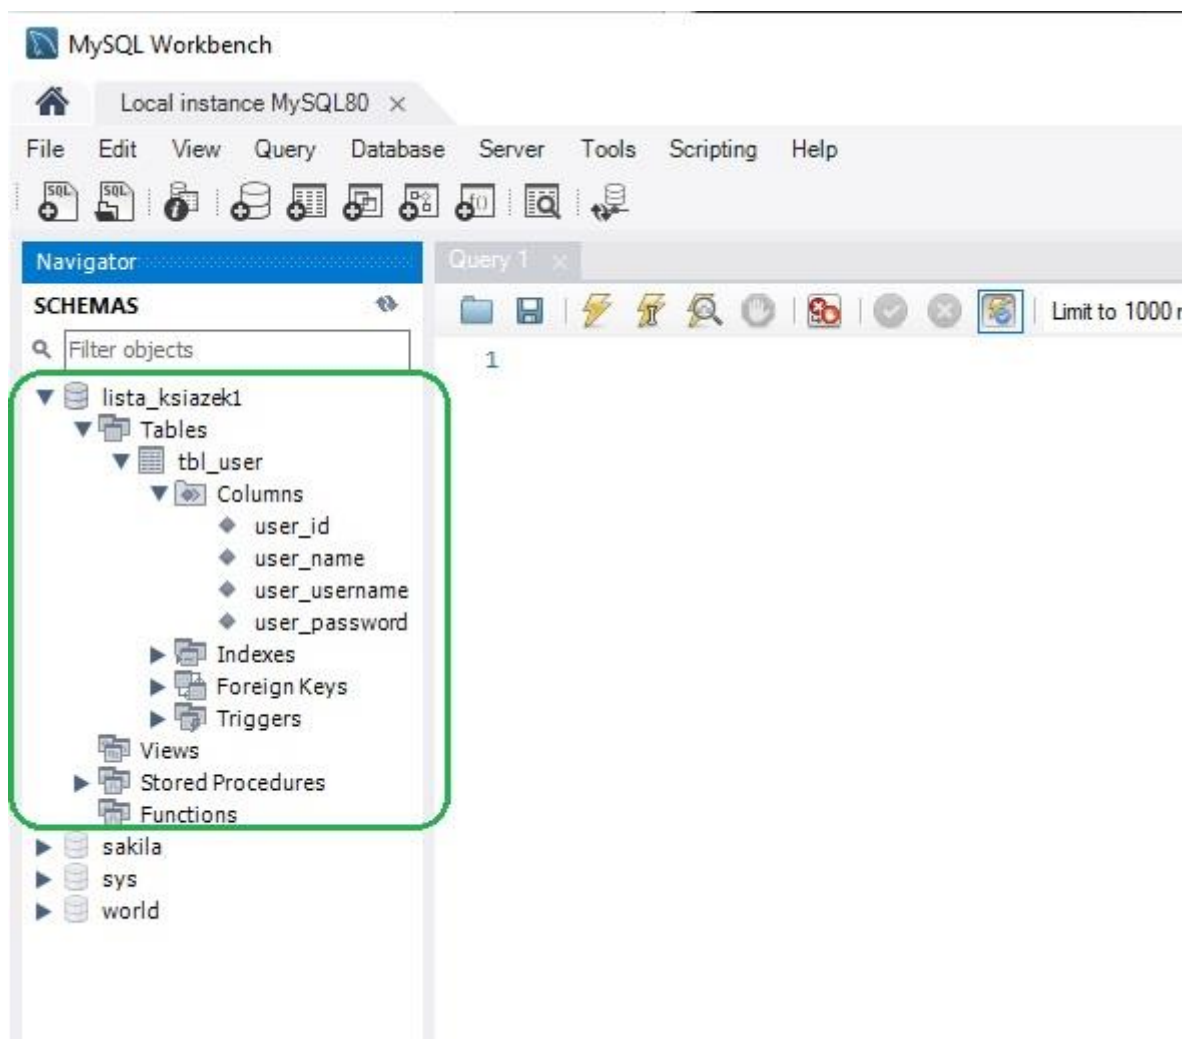 MySQL Workbench
Local instance MySQL80
File Edit View Query Database Server Tools Scripting Help
SQL SQL
Navigator
Query 1
SCHEMAS
Limit to 1000 r
Filter objects
1
lista_ksiazek1
Tables
tbl_user
Columns
user_id
user_name
user_username
user_password
Indexes
Foreign Keys
Triggers
Views
Stored Procedures
Functions
sakila
sys
world